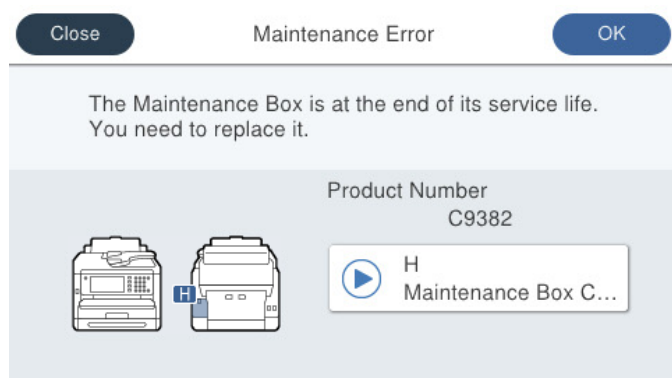 Close
Maintenance Error
OK
The Maintenance Box is at the end of its service life.
You need to replace it.
Product Number
C9382
H
H
Maintenance Box C...